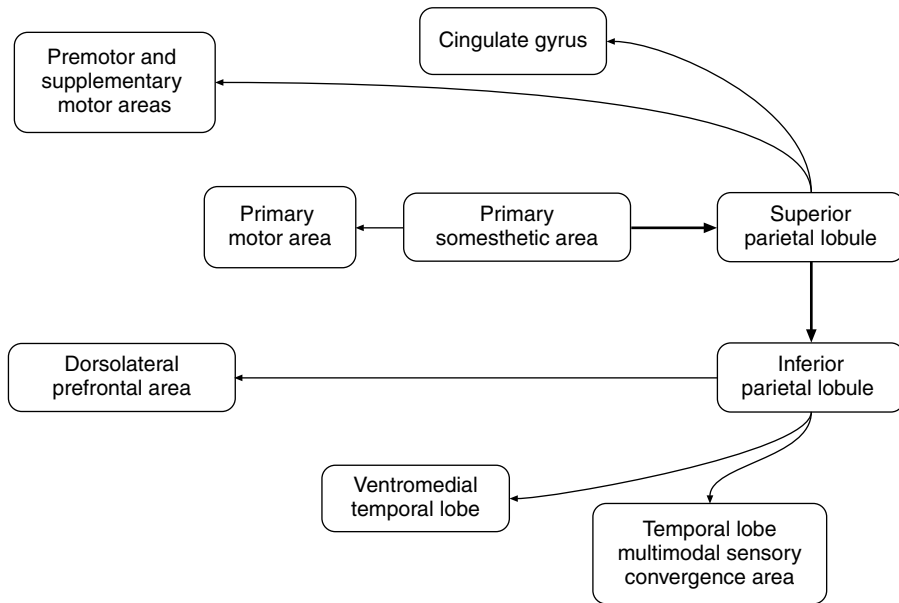 Cingulate gyrus
Premotor and
supplementary
motor areas
Primary
motor area
Primary
somesthetic area
Superior
parietal lobule
Dorsolateral
prefrontal area
Inferior
parietal lobule
Ventromedial
temporal lobe
Temporal lobe
multimodal sensory
convergence area